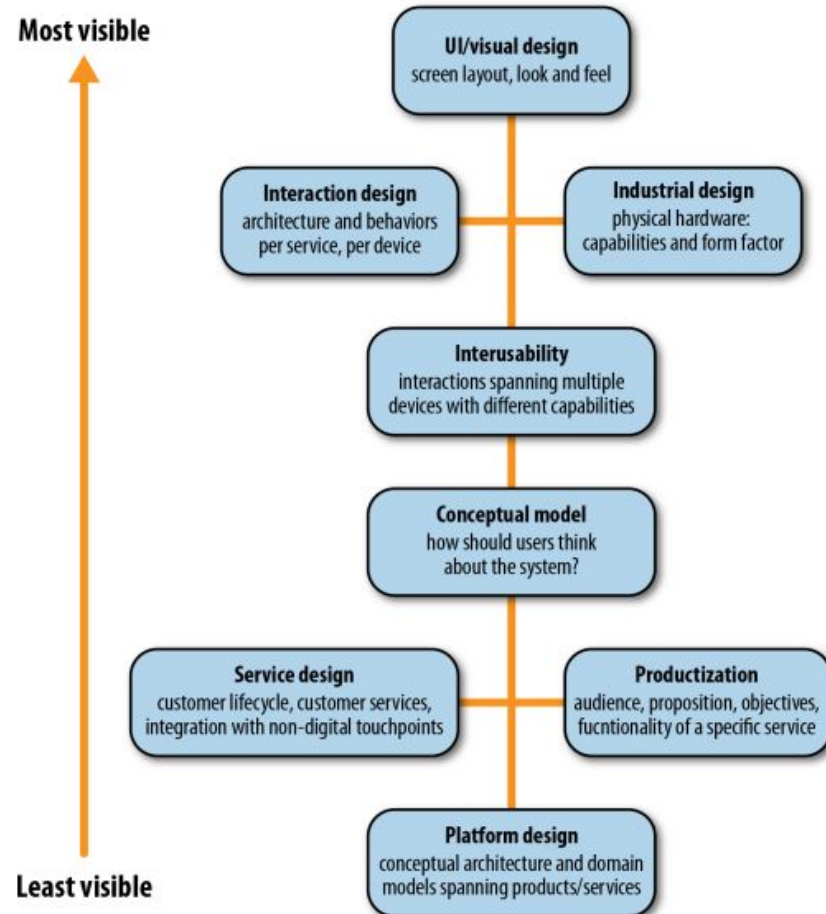 Most visible
UI/visual design
screen layout, look and feel
Interaction design
architecture and behaviors
per service, per device
Industrial design
physical hardware:
capabilities and form factor
Interusability
interactions spanning multiple
devices with different capabilities
Conceptual model
how should users think
about the system?
Service design
customer lifecycle, customer services,
integration with non-digital touchpoints
Productization
audience, proposition, objectives,
fucntionality of a specific service
Platform design
conceptual architecture and domain
models spanning products/services
Least visible